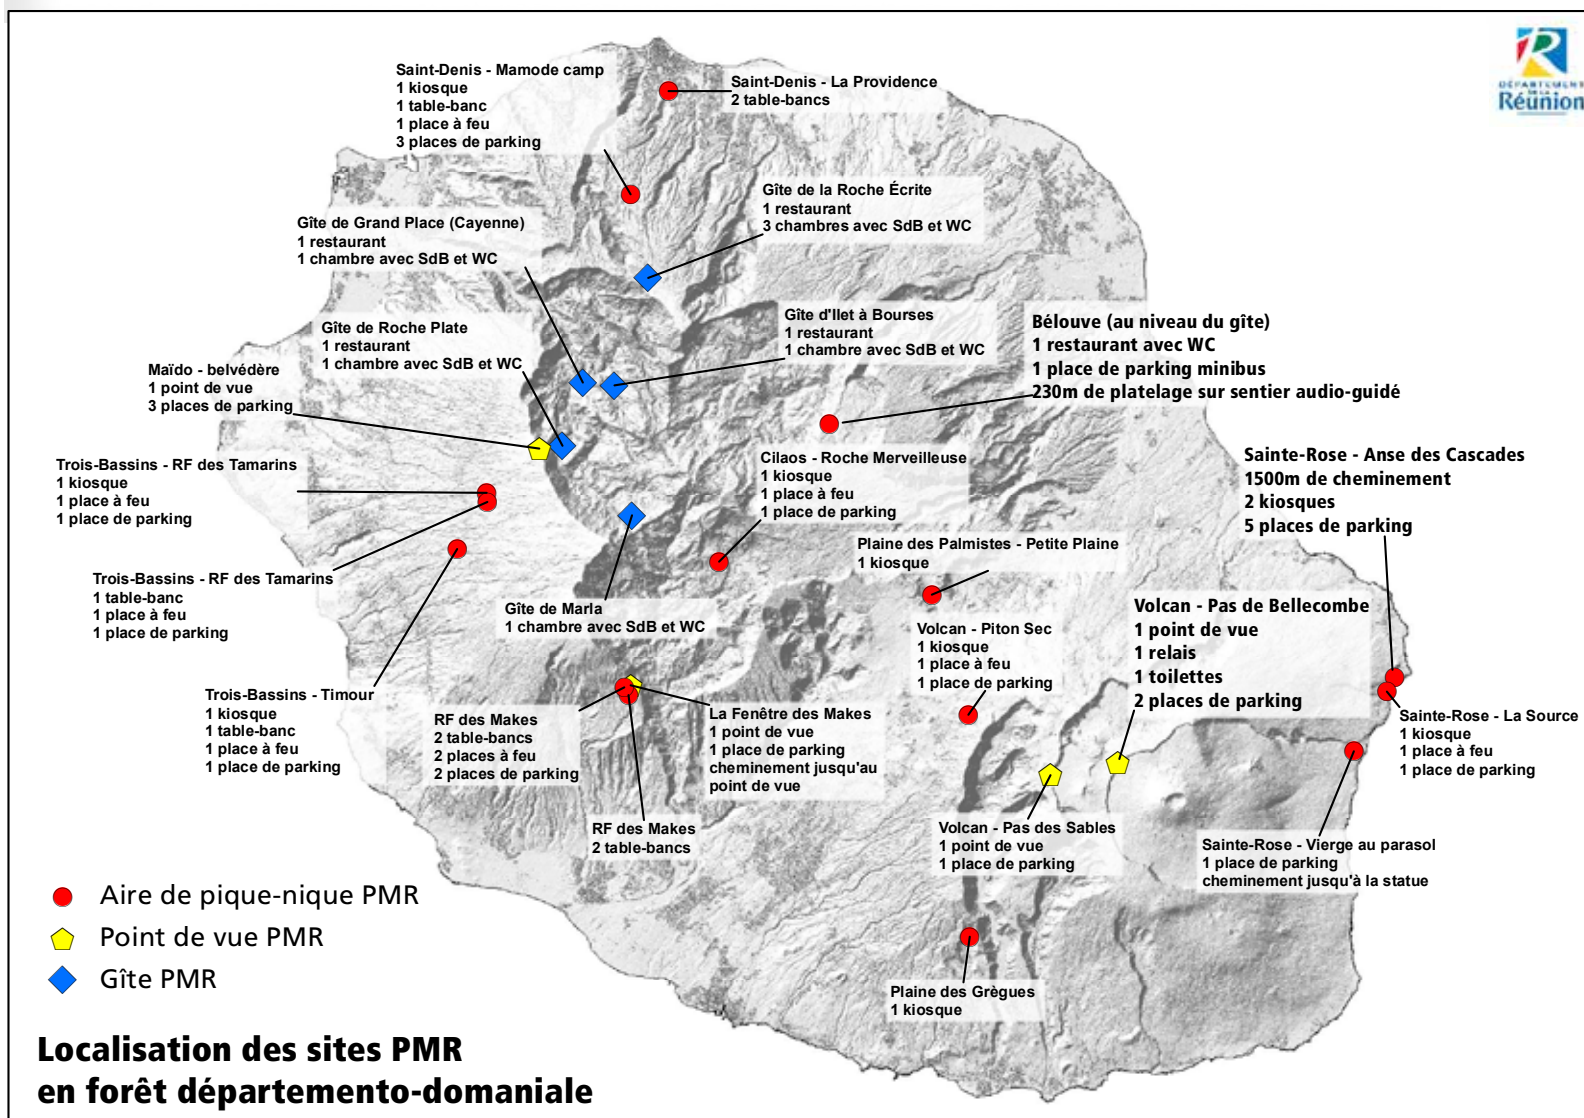 DÉPARTEMENT
DE LA
Réunion
Saint-Denis - Mamode camp
1 kiosque
1 table-banc
1 place à feu
3 places de parking
Saint-Denis - La Providence
2 table-bancs
Gîte de la Roche Écrite
1 restaurant
3 chambres avec SdB et WC
Gîte de Grand Place (Cayenne)
1 restaurant
1 chambre avec SdB et WC
Gîte d'Ilet à Bourses
1 restaurant
1 chambre avec SdB et WC
Bélouve (au niveau du gîte)
1 restaurant avec WC
1 place de parking minibus
230m de platelage sur sentier audio-guidé
Gîte de Roche Plate
1 restaurant
1 chambre avec SdB et WC
Maïdo - belvédère
1 point de vue
3 places de parking
Trois-Bassins - RF des Tamarins
1 kiosque
1 place à feu
1 place de parking
Cilaos - Roche Merveilleuse
1 kiosque
1 place à feu
1 place de parking
Sainte-Rose - Anse des Cascades
1500m de cheminement
2 kiosques
5 places de parking
Plaine des Palmistes - Petite Plaine
1 kiosque
Trois-Bassins - RF des Tamarins
1 table-banc
1 place à feu
1 place de parking
Gîte de Marla
1 chambre avec SdB et WC
Volcan - Piton Sec
1 kiosque
1 place à feu
1 place de parking
Volcan - Pas de Bellecombe
1 point de vue
1 relais
1 toilettes
2 places de parking
Trois-Bassins - Timour
1 kiosque
1 table-banc
1 place à feu
1 place de parking
RF des Makes
2 table-bancs
2 places à feu
2 places de parking
La Fenêtre des Makes
1 point de vue
1 place de parking
cheminement jusqu'au
point de vue
Sainte-Rose - La Source
1 kiosque
1 place à feu
1 place de parking
RF des Makes
2 table-bancs
Volcan - Pas des Sables
1 point de vue
1 place de parking
Sainte-Rose - Vierge au parasol
1 place de parking
cheminement jusqu'à la statue
Plaine des Grègues
1 kiosque
Aire de pique-nique PMR
Point de vue PMR
Gîte PMR
Localisation des sites PMR
en forêt départemento-domaniale